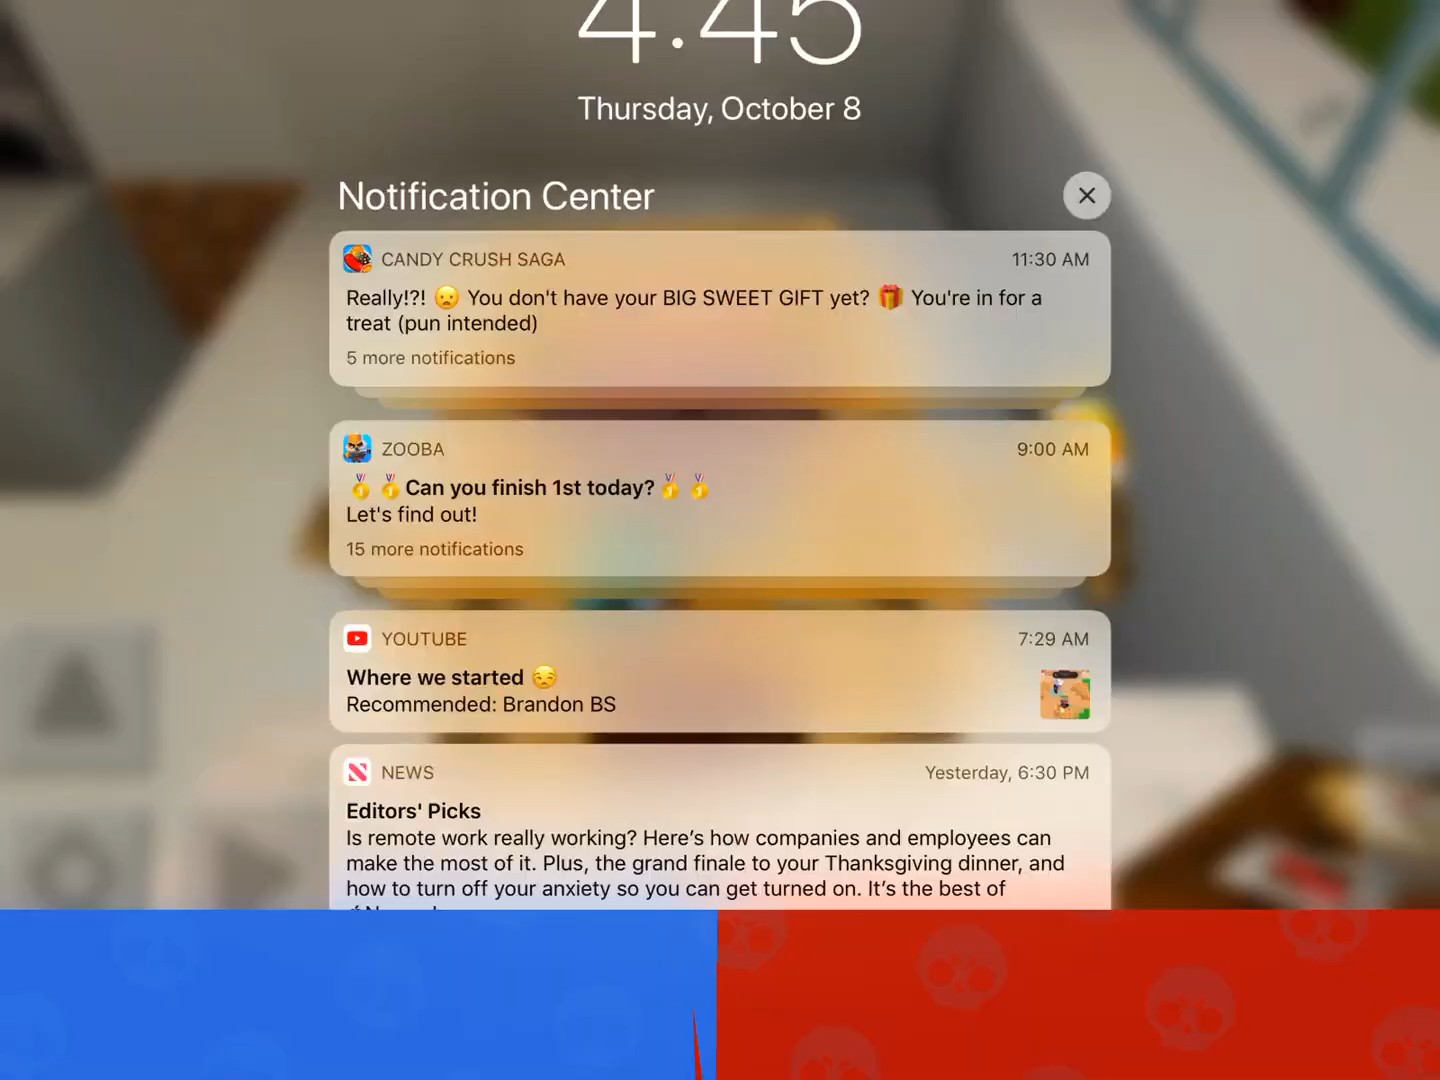 4:45
Thursday, October 8
Notification Center
CANDY CRUSH SAGA
11:30 AM
Really!?! 😦 You don't have your BIG SWEET GIFT yet? 🎁 You're in for a
treat (pun intended)
5 more notifications
ZOOBA
9:00 AM
🥇🥇Can you finish 1st today?🥇🥇
Let's find out!
15 more notifications
YOUTUBE
7:29 AM
Where we started 😒
Recommended: Brandon BS
NEWS
Yesterday, 6:30 PM
Editors' Picks
Is remote work really working? Here’s how companies and employees can
make the most of it. Plus, the grand finale to your Thanksgiving dinner, and
how to turn off your anxiety so you can get turned on. It’s the best of